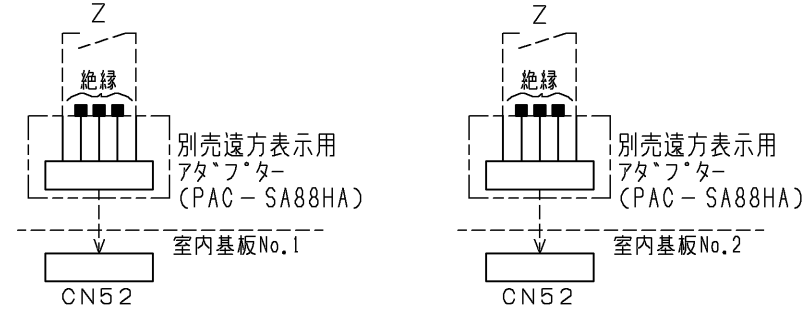 Z
絶縁
別売遠方表示用
アダプター
(PAC-SA88HA)
室内基板No.1
CN52
Z
絶縁
別売遠方表示用
アダプター
(PAC-SA88HA)
室内基板No.2
CN52